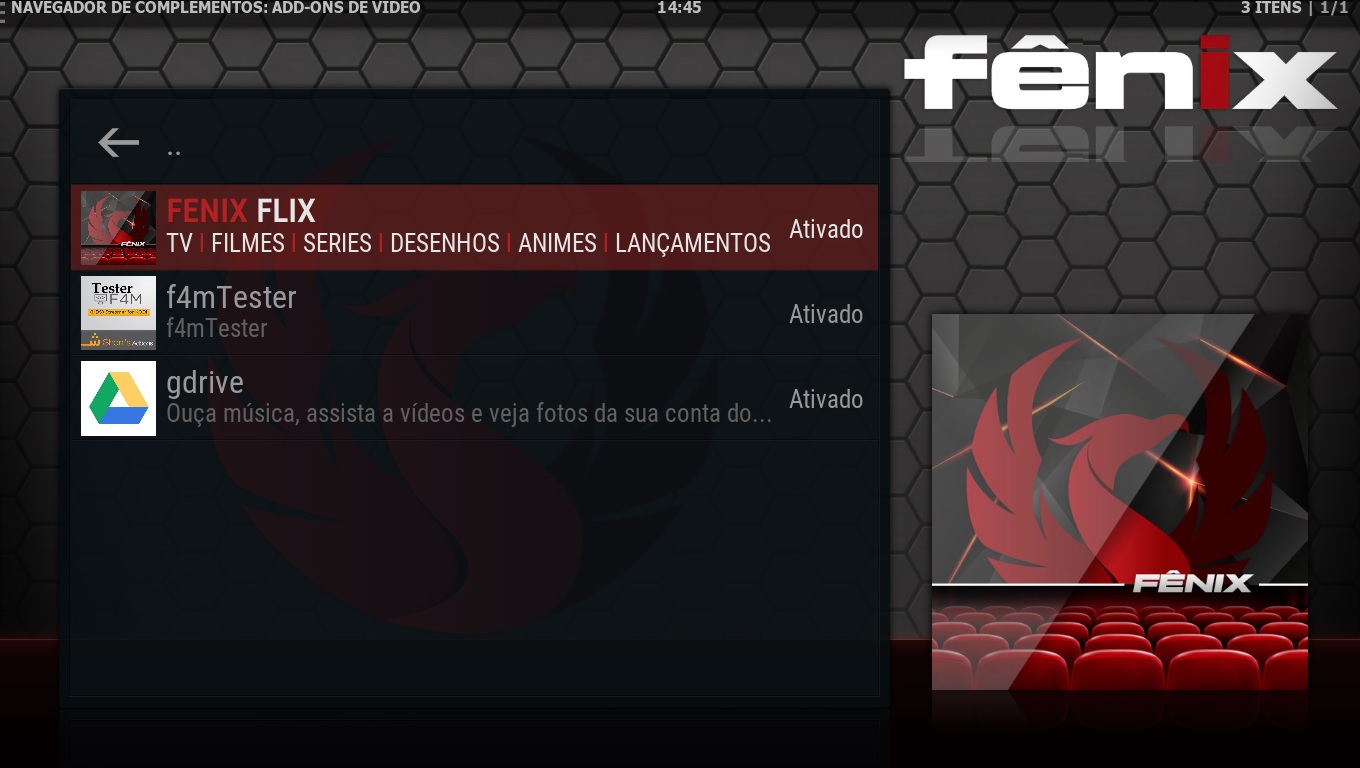 NAVEGADOR DE COMPLEMENTOS: ADD-ONS DE VÍDEO
14:45
3 ITENS | 1/1
fênix
..
FENIX FLIX
TV | FILMES | SERIES | DESENHOS | ANIMES | LANÇAMENTOS
Ativado
Tester
F4M
f4mTester
f4mTester
Ativado
gdrive
Ouça música, assista a vídeos e veja fotos da sua conta do...
Ativado
FÊNIX